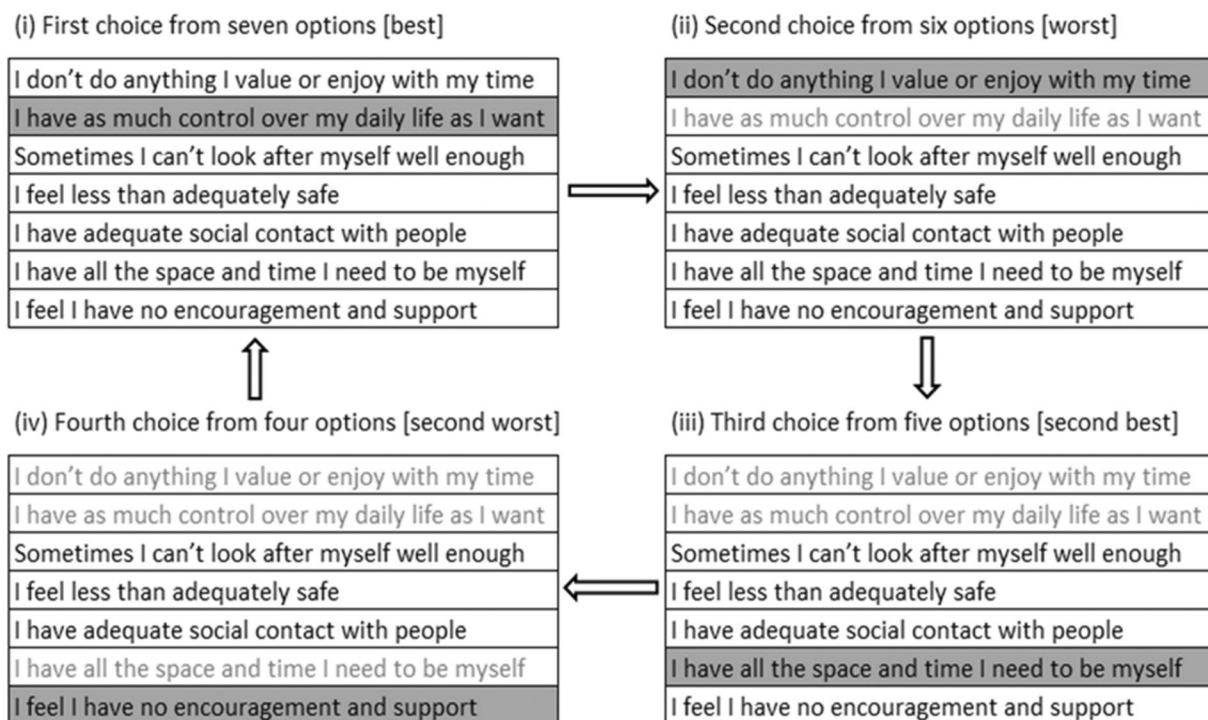 (i) First choice from seven options [best]
I don't do anything I value or enjoy with my time
I have as much control over my daily life as I want
Sometimes I can't look after myself well enough
I feel less than adequately safe
I have adequate social contact with people
I have all the space and time I need to be myself
I feel I have no encouragement and support
(ii) Second choice from six options [worst]
I don't do anything I value or enjoy with my time
I have as much control over my daily life as I want
Sometimes I can't look after myself well enough
I feel less than adequately safe
I have adequate social contact with people
I have all the space and time I need to be myself
I feel I have no encouragement and support
(iv) Fourth choice from four options [second worst]
I don't do anything I value or enjoy with my time
I have as much control over my daily life as I want
Sometimes I can't look after myself well enough
I feel less than adequately safe
I have adequate social contact with people
I have all the space and time I need to be myself
I feel I have no encouragement and support
(iii) Third choice from five options [second best]
I don't do anything I value or enjoy with my time
I have as much control over my daily life as I want
Sometimes I can't look after myself well enough
I feel less than adequately safe
I have adequate social contact with people
I have all the space and time I need to be myself
I feel I have no encouragement and support